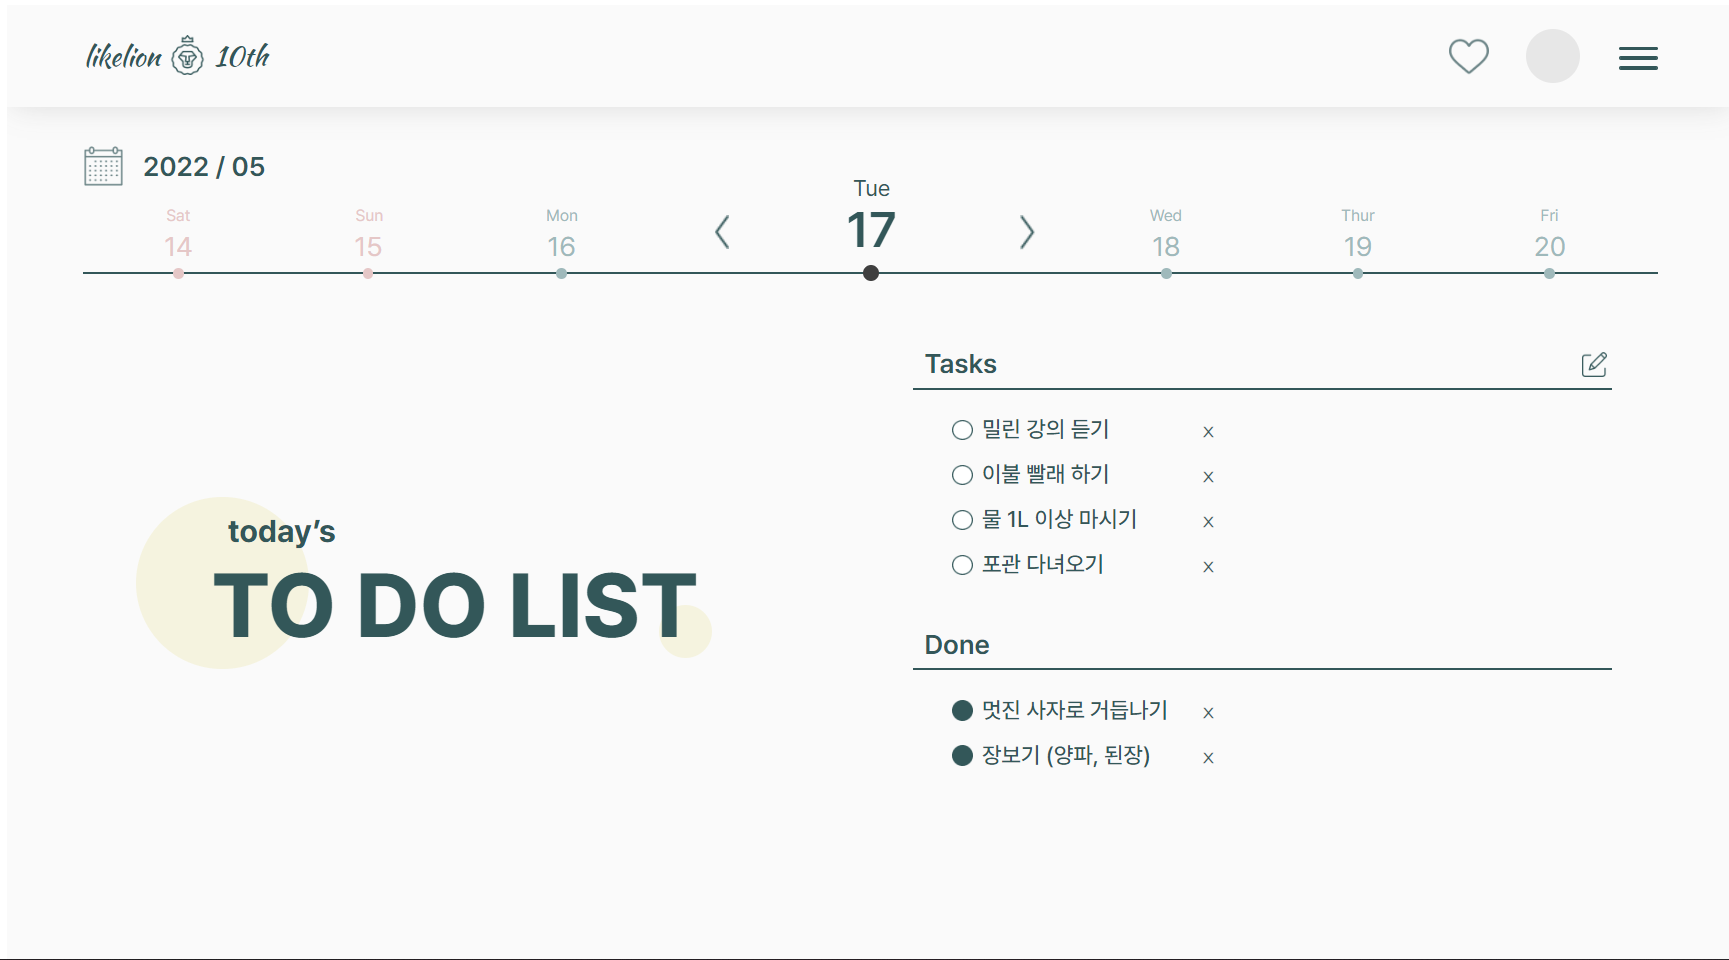 likelion 10th
2022 / 05
Sat
14
Sun
15
Mon
16
Tue
17
Wed
18
Thur
19
Fri
20
today’s
TO DO LIST
Tasks
밀린 강의 듣기 x
이불 빨래 하기 x
물 1L 이상 마시기 x
포관 다녀오기 x
Done
멋진 사자로 거듭나기 x
장보기 (양파, 된장) x